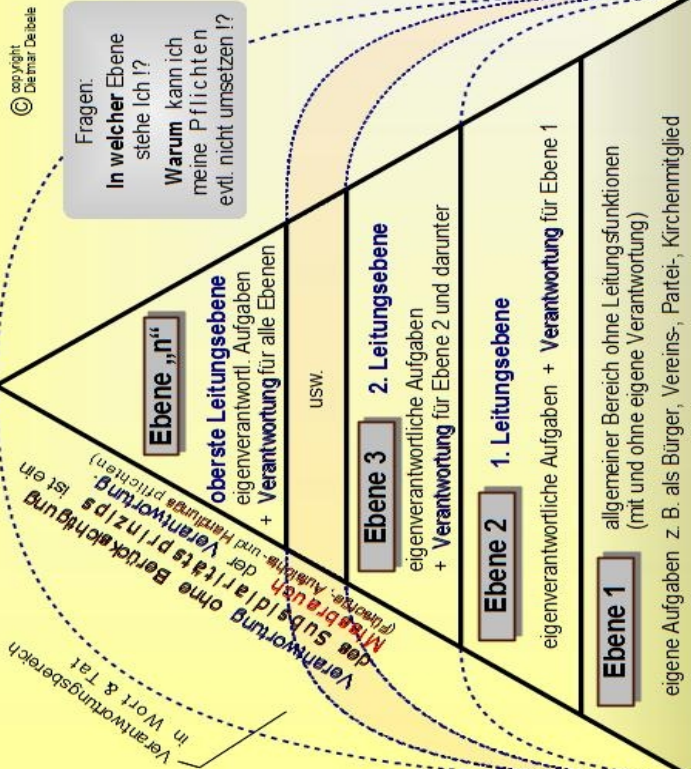 © copyright
Dietmar Deibele
Fragen:
In welcher Ebene
stehe Ich !?
Warum kann ich
meine Pflichten
evtl. nicht umsetzen !?
Verantwortungsbereich
in Wort & Tat
Verantwortung ohne Berücksichtigung
des Subsidiaritätsprinzips ist ein
Missbrauch der Verantwortung.
(Fürsorge-, Aufsichts- und Handlungspflichten)
Ebene „n“
oberste Leitungsebene
eigenverantwortl. Aufgaben
+ Verantwortung für alle Ebenen
usw.
Ebene 3
2. Leitungsebene
eigenverantwortliche Aufgaben
+ Verantwortung für Ebene 2 und darunter
Ebene 2
1. Leitungsebene
eigenverantwortliche Aufgaben + Verantwortung für Ebene 1
Ebene 1
allgemeiner Bereich ohne Leitungsfunktionen
(mit und ohne eigene Verantwortung)
eigene Aufgaben z. B. als Bürger, Vereins-, Partei-, Kirchenmitglied